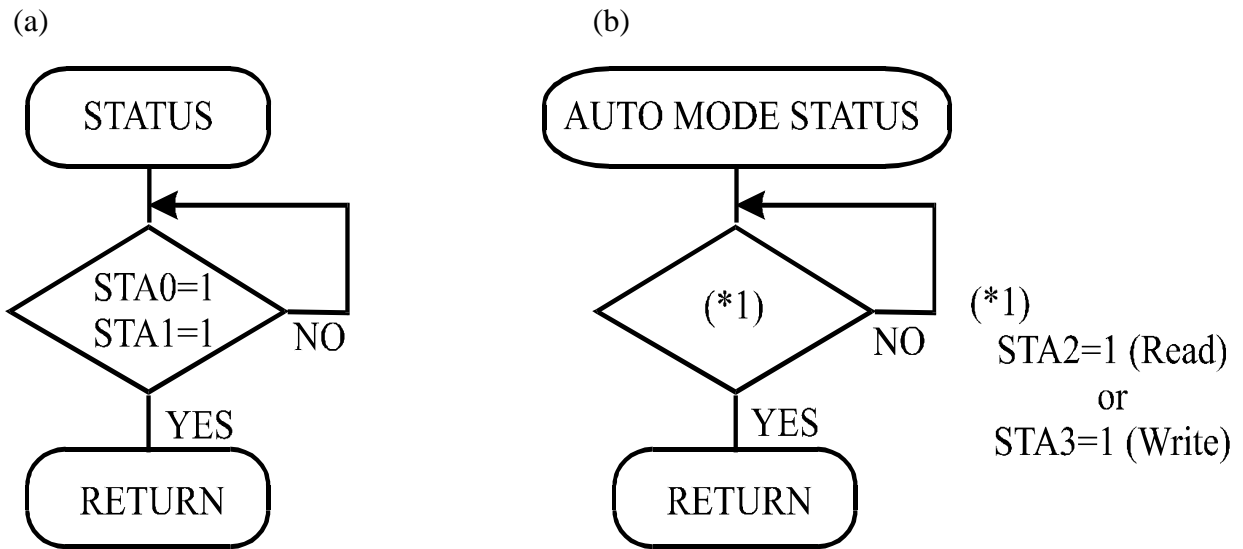 (a)
STATUS
STA0=1
STA1=1
NO
YES
RETURN
(b)
AUTO MODE STATUS
(*1)
NO
YES
RETURN
(*1)
STA2=1 (Read)
or
STA3=1 (Write)